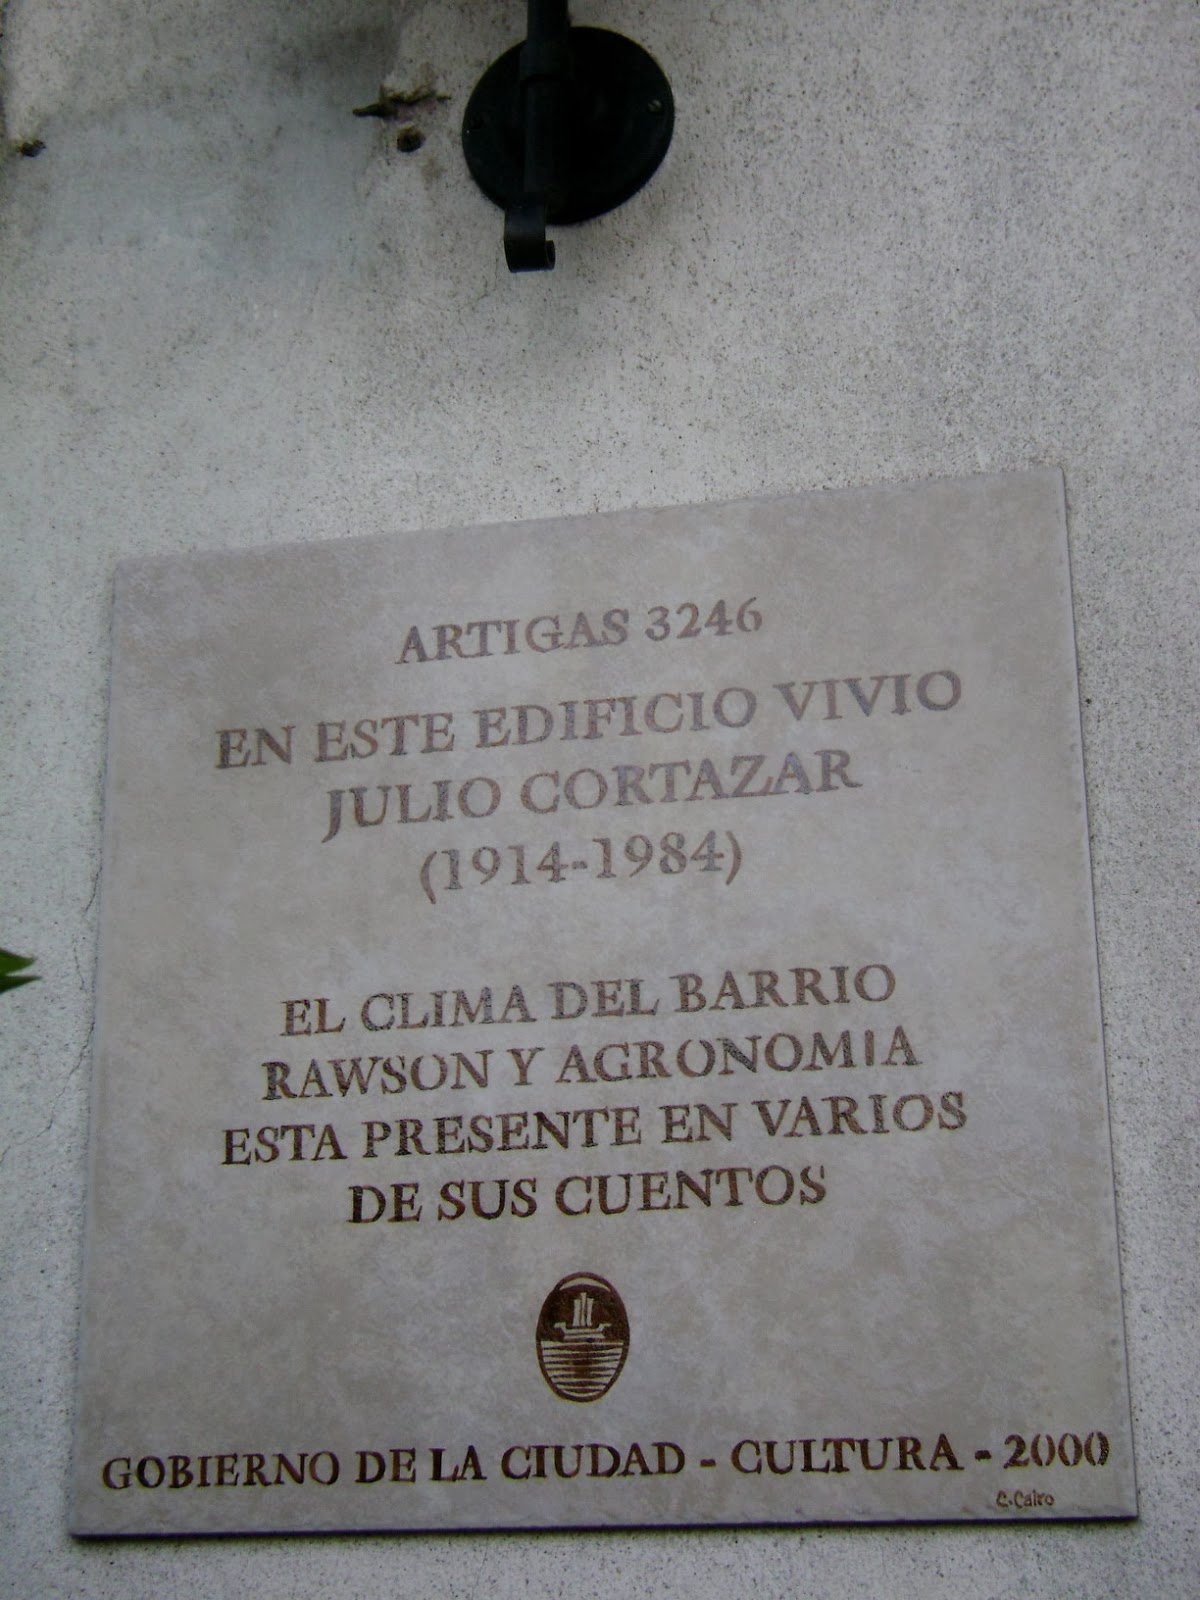 ARTIGAS 3246
EN ESTE EDIFICIO VIVIO
JULIO CORTAZAR
(1914-1984)
EL CLIMA DEL BARRIO
RAWSON Y AGRONOMIA
ESTA PRESENTE EN VARIOS
DE SUS CUENTOS
GOBIERNO DE LA CIUDAD - CULTURA - 2000
C. Cairo